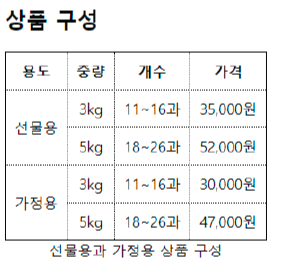 상품 구성
용도 중량 개수 가격
선물용 3kg 11~16과 35,000원
5kg 18~26과 52,000원
가정용 3kg 11~16과 30,000원
5kg 18~26과 47,000원
선물용과 가정용 상품 구성